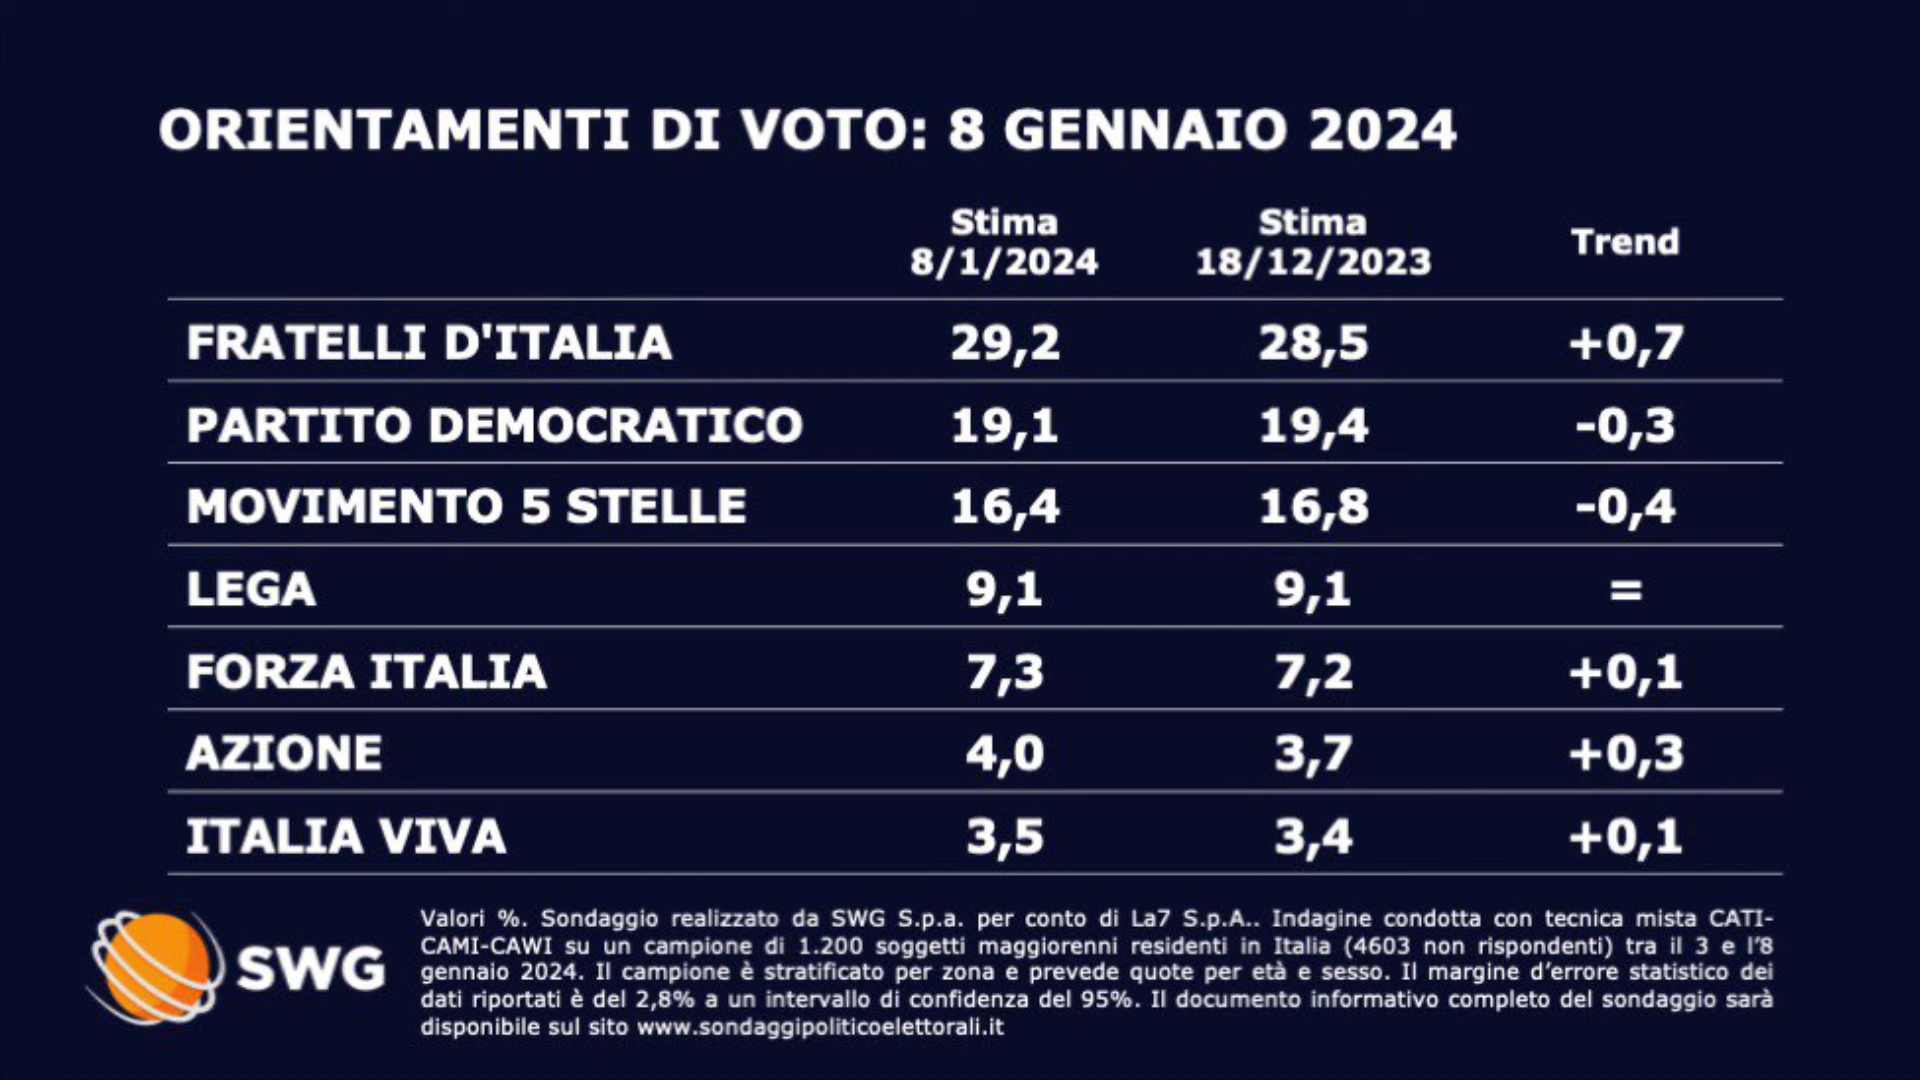 ORIENTAMENTI DI VOTO: 8 GENNAIO 2024
Stima 8/1/2024 Stima 18/12/2023 Trend
FRATELLI D'ITALIA 29,2 28,5 +0,7
PARTITO DEMOCRATICO 19,1 19,4 -0,3
MOVIMENTO 5 STELLE 16,4 16,8 -0,4
LEGA 9,1 9,1 =
FORZA ITALIA 7,3 7,2 +0,1
AZIONE 4,0 3,7 +0,3
ITALIA VIVA 3,5 3,4 +0,1
SWG
Valori %. Sondaggio realizzato da SWG S.p.a. per conto di La7 S.p.A.. Indagine condotta con tecnica mista CATI-
CAMI-CAWI su un campione di 1.200 soggetti maggiorenni residenti in Italia (4603 non rispondenti) tra il 3 e l’8
gennaio 2024. Il campione è stratificato per zona e prevede quote per età e sesso. Il margine d’errore statistico dei
dati riportati è del 2,8% a un intervallo di confidenza del 95%. Il documento informativo completo del sondaggio sarà
disponibile sul sito www.sondaggipoliticoelettorali.it